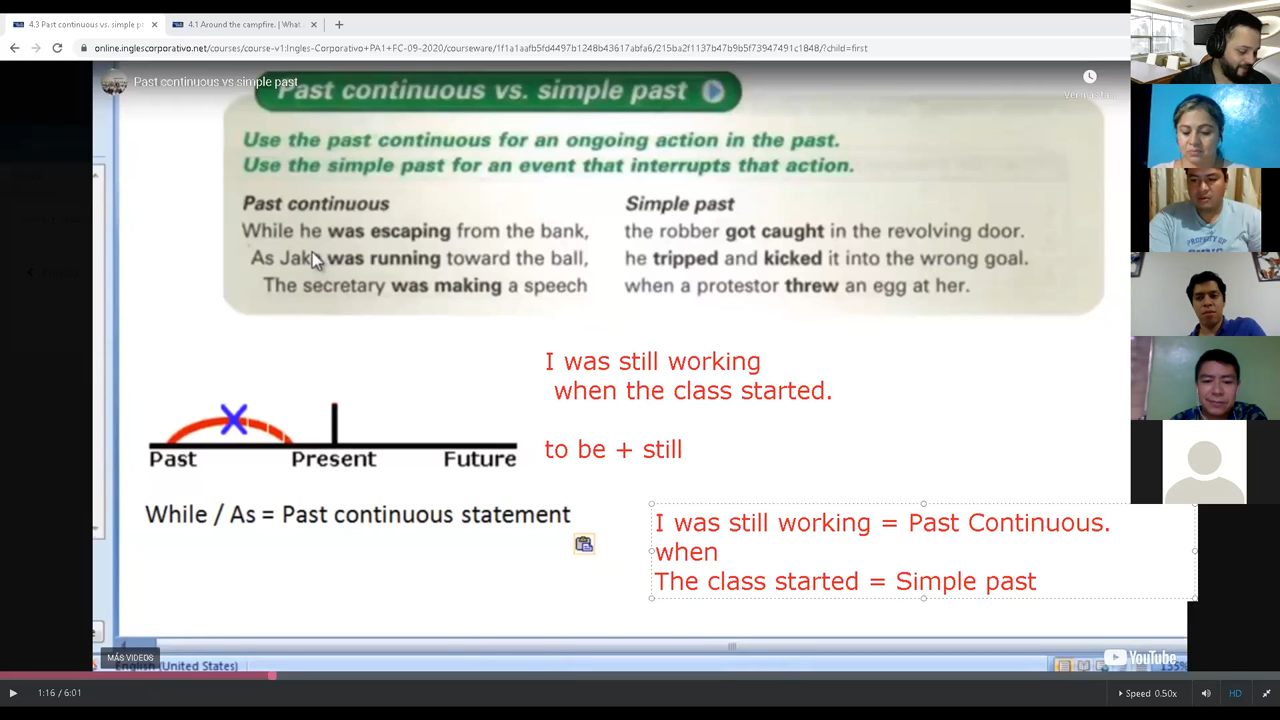 4.3 Past continuous vs. simple pa
4.1 Around the campfire. | What
online.inglescorporativo.net/courses/course-v1:Ingles-Corporativo+PA1+FC-09-2020/courseware/1f1a1aafb5fd4497b1248b43617abfa6/215ba2f1137b47b9b5f73947491c1848/?child=first
Past continuous vs simple past
Past continuous vs. simple past
Use the past continuous for an ongoing action in the past.
Use the simple past for an event that interrupts that action.
Past continuous
Simple past
While he was escaping from the bank,
the robber got caught in the revolving door.
As Jake was running toward the ball,
he tripped and kicked it into the wrong goal.
The secretary was making a speech
when a protestor threw an egg at her.
I was still working
when the class started.
to be + still
Past
Present
Future
While / As = Past continuous statement
I was still working = Past Continuous.
when
The class started = Simple past
PROPERTY OF
MÁS VIDEOS
English (United States)
YouTube
1:16 / 6:01
Speed 0.50x
HD